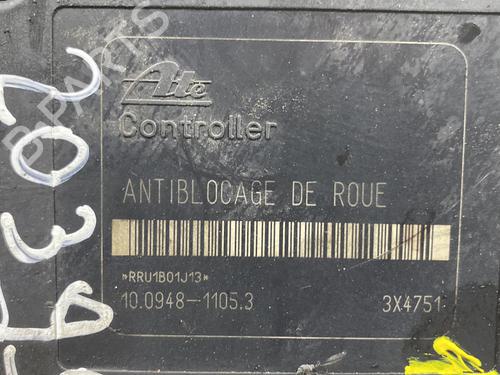 Ate
Controller
ANTIBLOCAGE DE ROUE
*RRU1B01J13*
10.0948-1105.3
3X4751